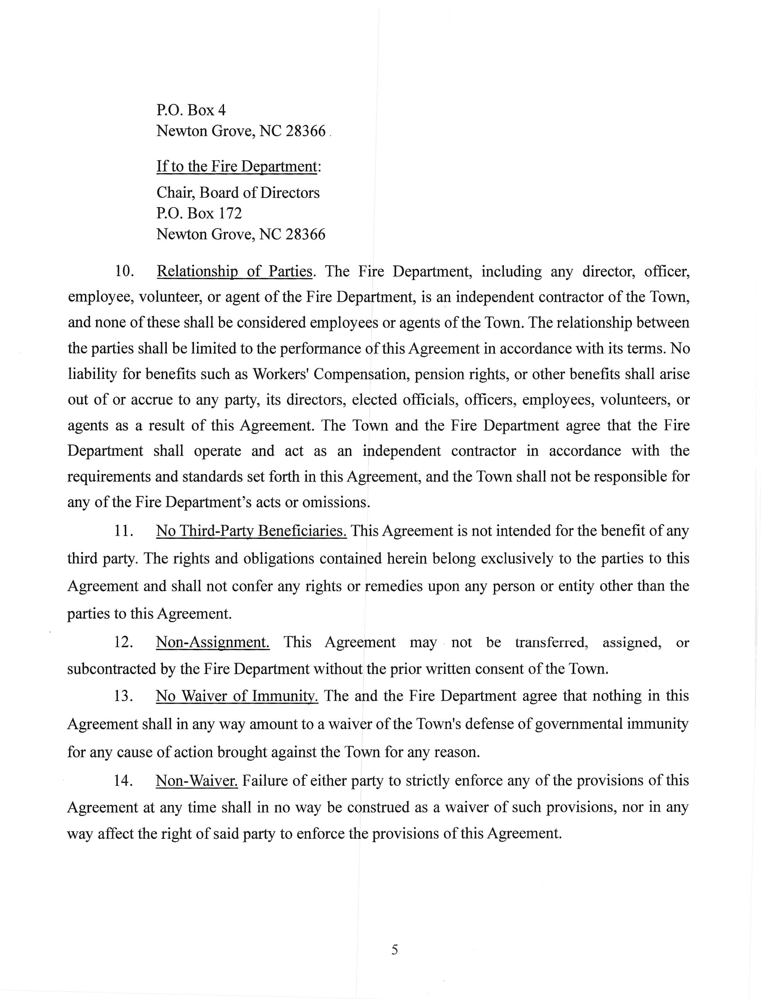 P.O. Box 4
Newton Grove, NC 28366
If to the Fire Department:
Chair, Board of Directors
P.O. Box 172
Newton Grove, NC 28366
10. Relationship of Parties. The Fire Department, including any director, officer,
employee, volunteer, or agent of the Fire Department, is an independent contractor of the Town,
and none of these shall be considered employees or agents of the Town. The relationship between
the parties shall be limited to the performance of this Agreement in accordance with its terms. No
liability for benefits such as Workers' Compensation, pension rights, or other benefits shall arise
out of or accrue to any party, its directors, elected officials, officers, employees, volunteers, or
agents as a result of this Agreement. The Town and the Fire Department agree that the Fire
Department shall operate and act as an independent contractor in accordance with the
requirements and standards set forth in this Agreement, and the Town shall not be responsible for
any of the Fire Department’s acts or omissions.
11. No Third-Party Beneficiaries. This Agreement is not intended for the benefit of any
third party. The rights and obligations contained herein belong exclusively to the parties to this
Agreement and shall not confer any rights or remedies upon any person or entity other than the
parties to this Agreement.
12. Non-Assignment. This Agreement may not be transferred, assigned, or
subcontracted by the Fire Department without the prior written consent of the Town.
13. No Waiver of Immunity. The and the Fire Department agree that nothing in this
Agreement shall in any way amount to a waiver of the Town's defense of governmental immunity
for any cause of action brought against the Town for any reason.
14. Non-Waiver. Failure of either party to strictly enforce any of the provisions of this
Agreement at any time shall in no way be construed as a waiver of such provisions, nor in any
way affect the right of said party to enforce the provisions of this Agreement.
5